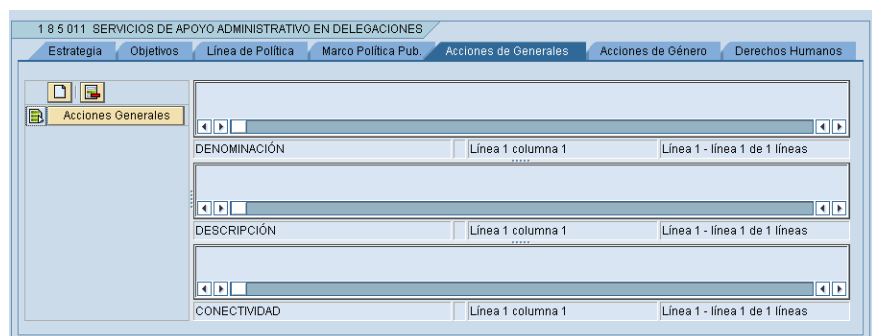 1 8 5 011 SERVICIOS DE APOYO ADMINISTRATIVO EN DELEGACIONES
Estrategia Objetivos Línea de Política Marco Política Pub. Acciones de Generales Acciones de Género Derechos Humanos
Acciones Generales
DENOMINACIÓN Línea 1 columna 1 Línea 1 - línea 1 de 1 líneas
DESCRIPCIÓN Línea 1 columna 1 Línea 1 - línea 1 de 1 líneas
CONECTIVIDAD Línea 1 columna 1 Línea 1 - línea 1 de 1 líneas